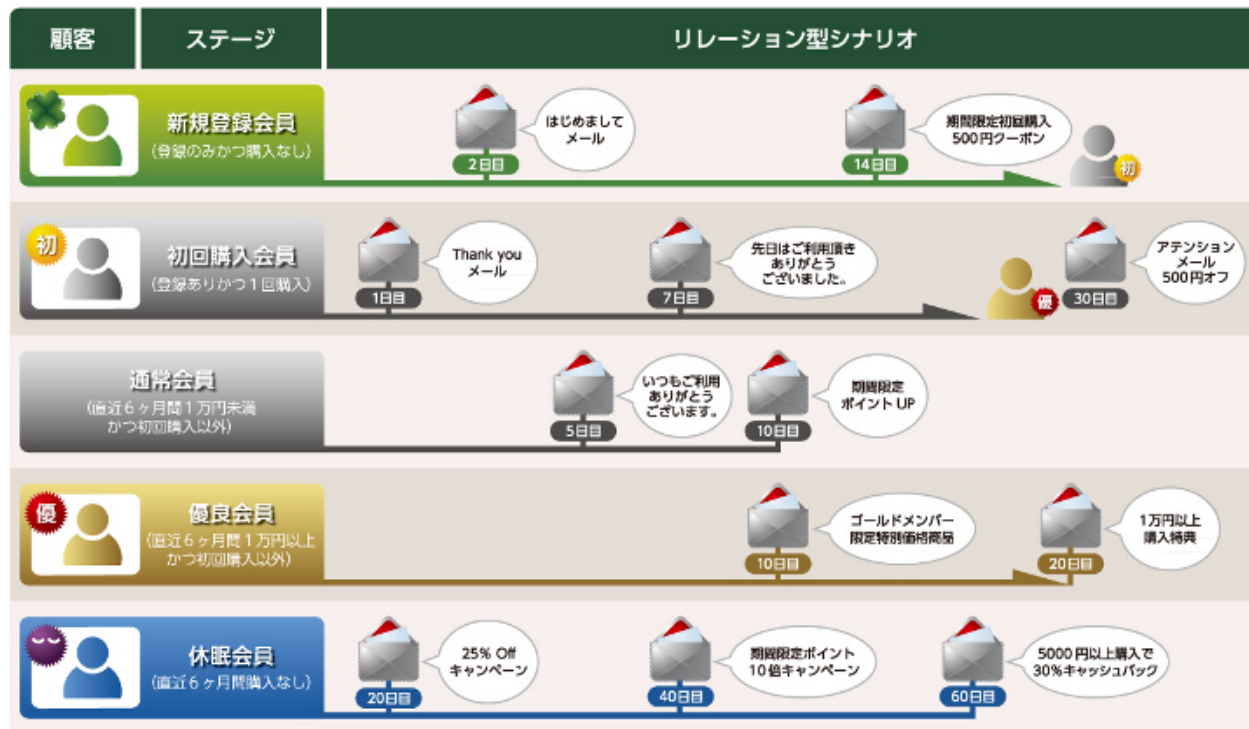 顧客
ステージ
リレーション型シナリオ
新規登録会員
(登録のみかつ購入なし)
2日目
はじめまして
メール
14日目
期間限定初回購入
500円クーポン
初
初
初回購入会員
(登録ありかつ1回購入)
1日目
Thank you
メール
7日目
先日はご利用頂き
ありがとう
ございました。
優
30日目
アテンション
メール
500円オフ
通常会員
(直近6ヶ月間1万円未満
かつ初回購入以外)
5日目
いつもご利用
ありがとう
ございます。
10日目
期間限定
ポイントUP
優
優良会員
(直近6ヶ月間1万円以上
かつ初回購入以外)
10日目
ゴールドメンバー
限定特別価格商品
20日目
1万円以上
購入特典
休眠会員
(直近6ヶ月間購入なし)
20日目
25% Off
キャンペーン
40日目
期間限定ポイント
10倍キャンペーン
60日目
5000円以上購入で
30%キャッシュバック